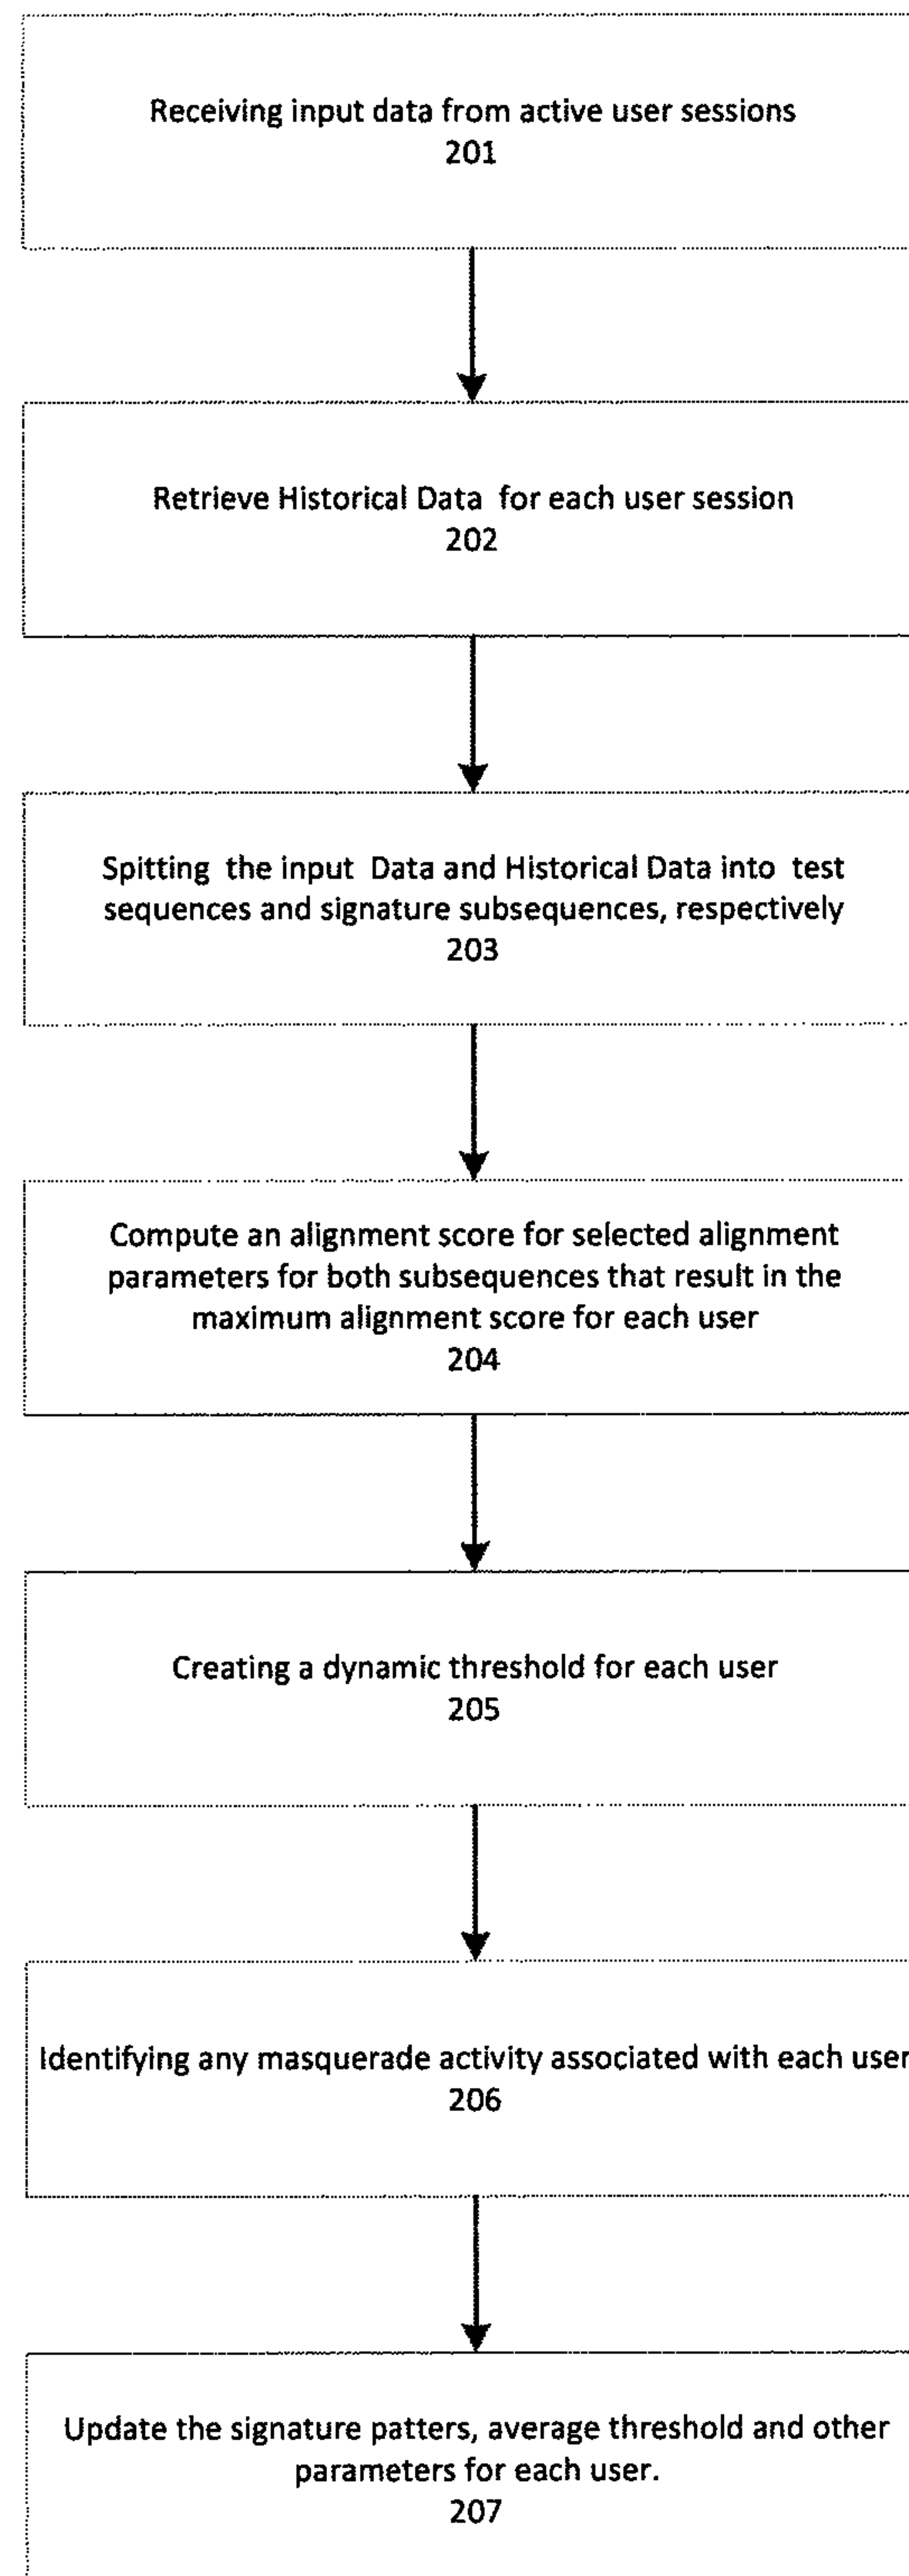 Receiving input data from active user sessions
201
Retrieve Historical Data for each user session
202
Spitting the input Data and Historical Data into test
sequences and signature subsequences, respectively
203
Compute an alignment score for selected alignment
parameters for both subsequences that result in the
maximum alignment score for each user
204
Creating a dynamic threshold for each user
205
Identifying any masquerade activity associated with each user
206
Update the signature patters, average threshold and other
parameters for each user.
207